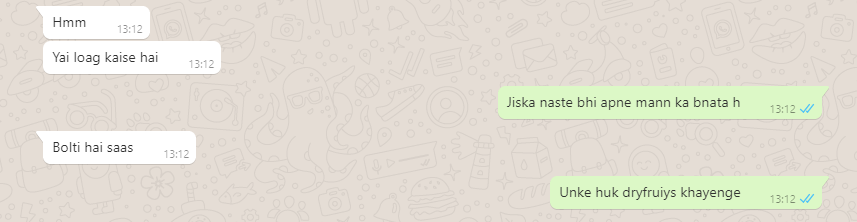 Hmm
13:12
Yai loag kaise hai
13:12
Jiska naste bhi apne mann ka bnata h
13:12
Bolti hai saas
13:12
Unke huk dryfruiys khayenge
13:12